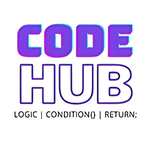 CODE
HUB
LOGIC | CONDITION() | RETURN;